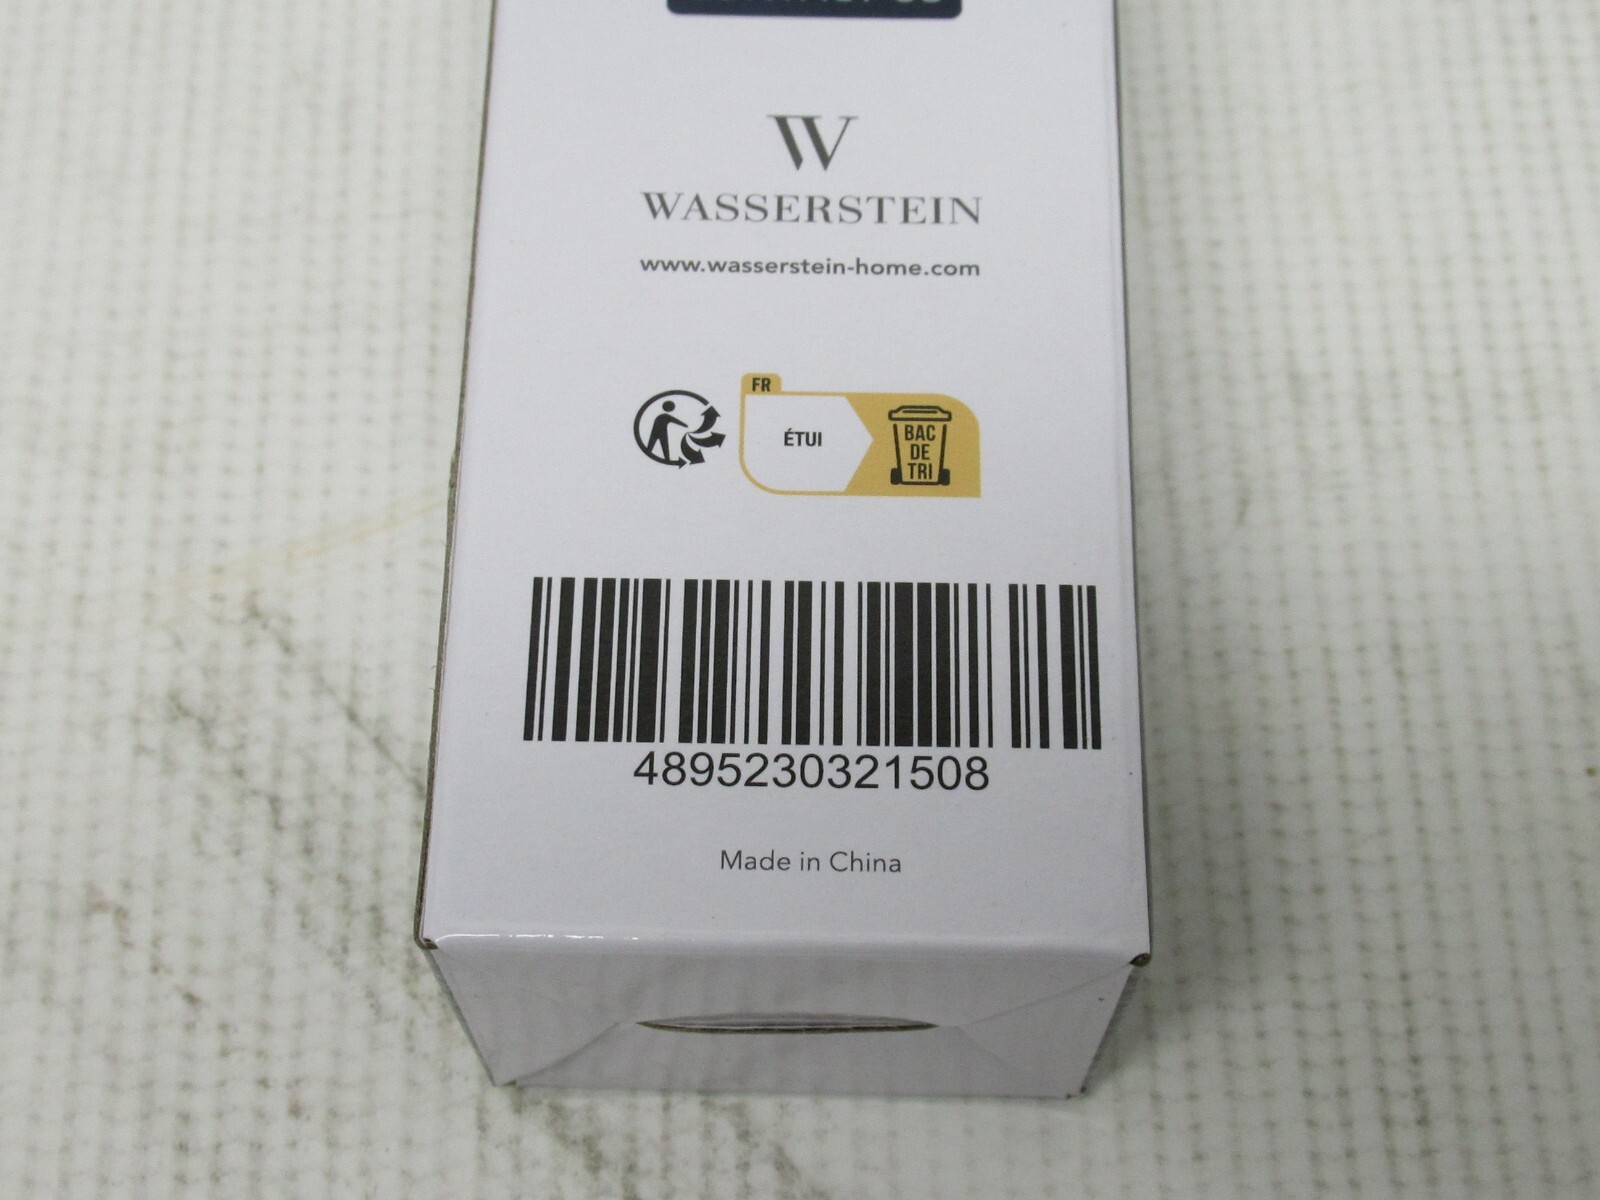 W
WASSERSTEIN
www.wasserstein-home.com
FR
ÉTUI
BAC
DE
TRI
4895230321508
Made in China